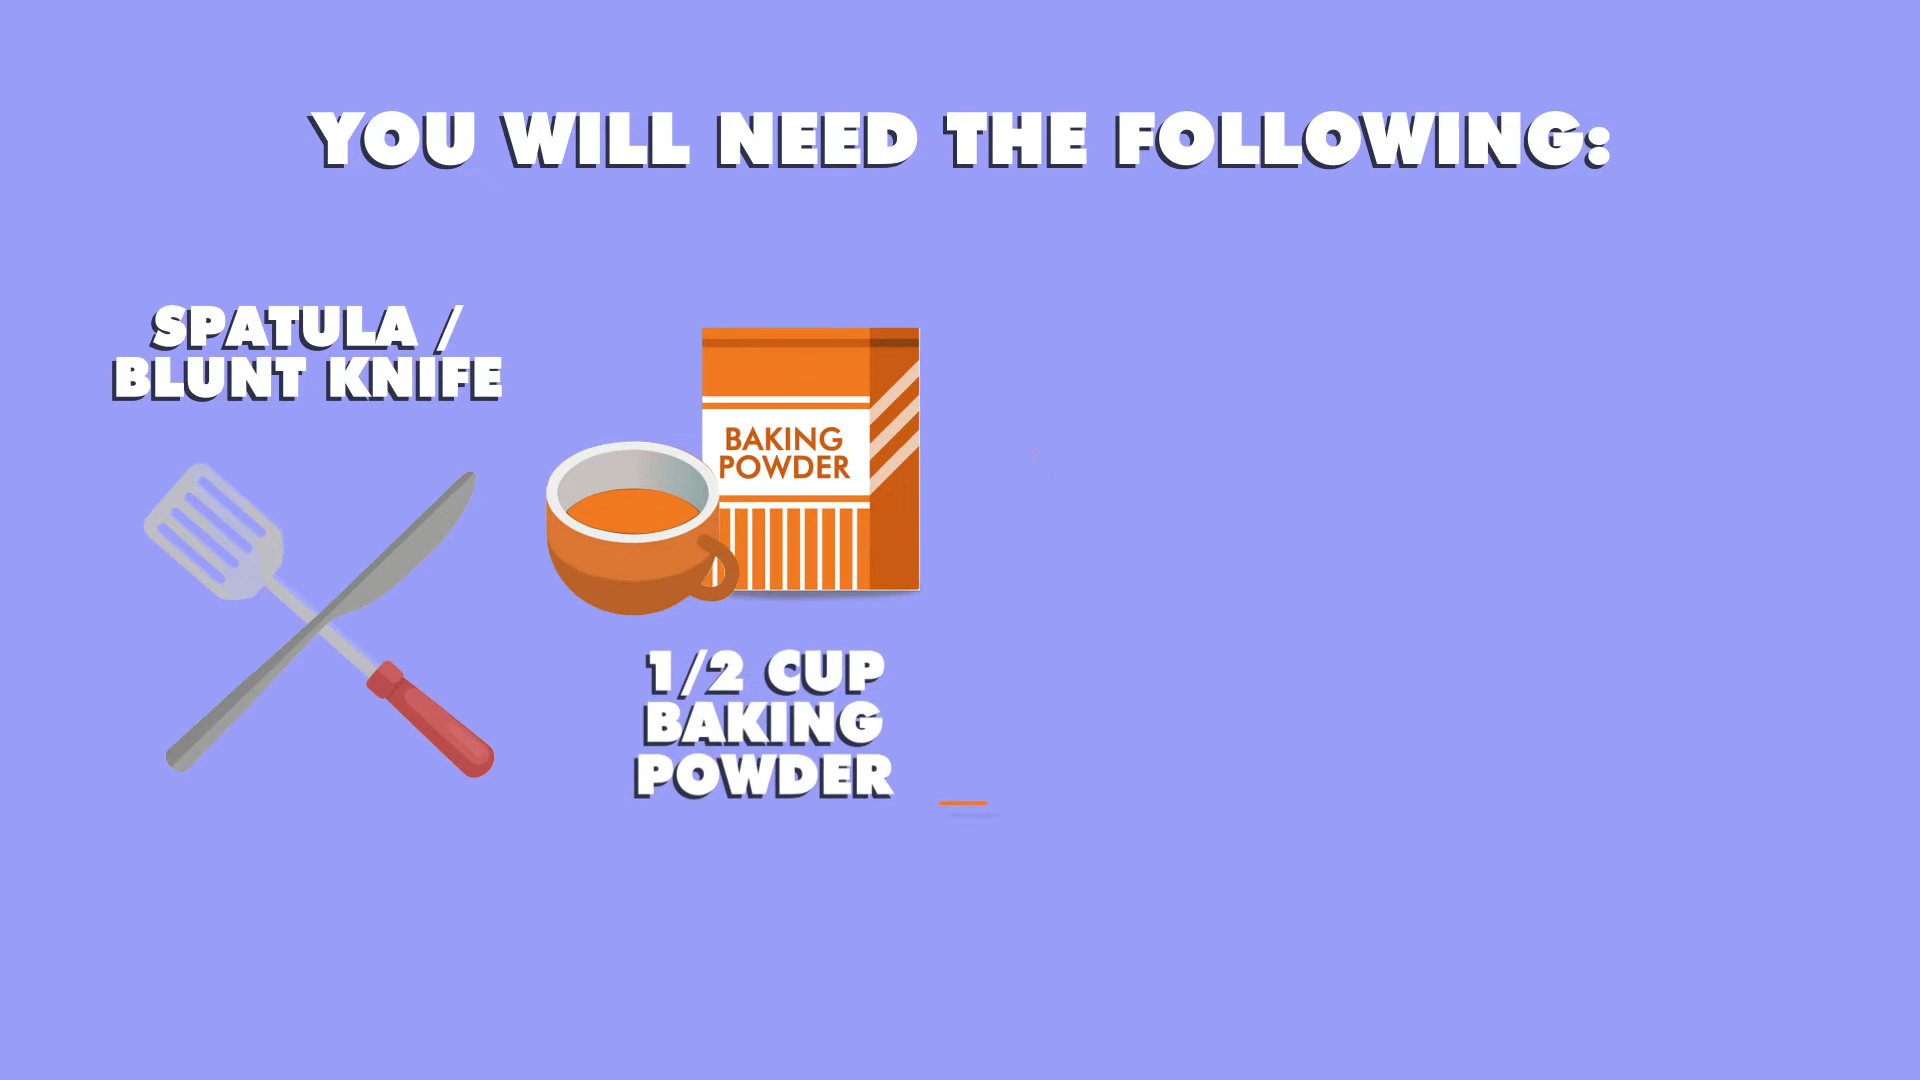 YOU WILL NEED THE FOLLOWING:
SPATULA /
BLUNT KNIFE
BAKING
POWDER
1/2 CUP
BAKING
POWDER